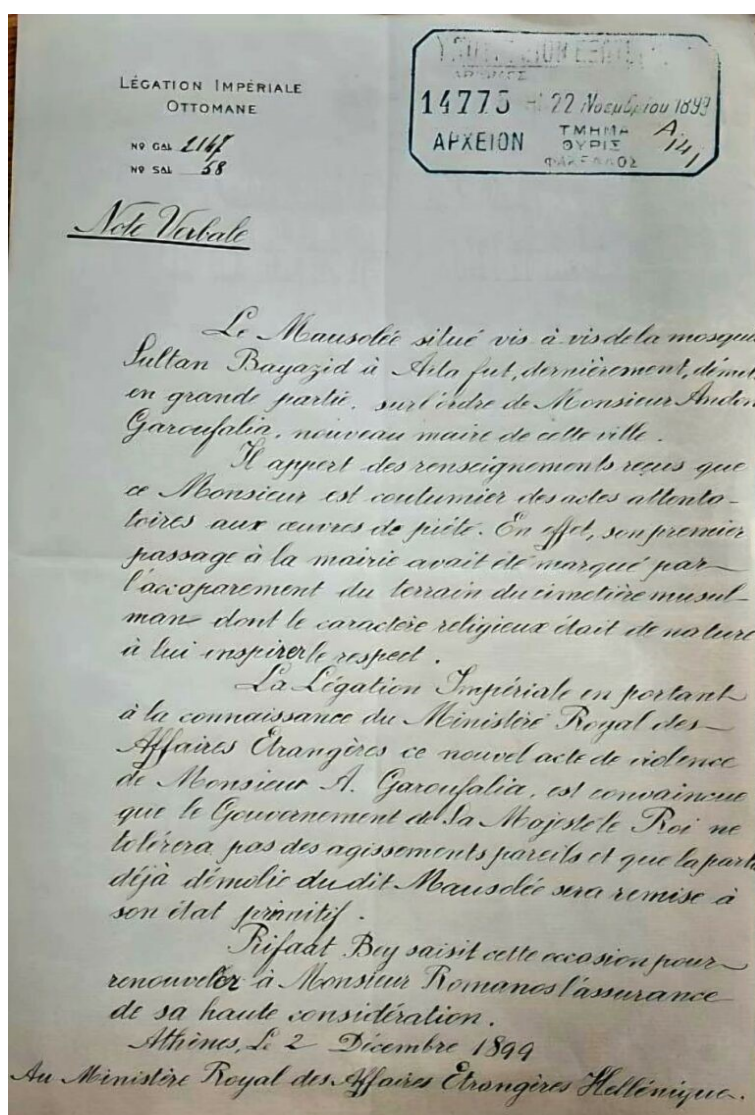 LÉGATION IMPÉRIALE
OTTOMANE
Nº GAL 2167
Nº SAL 58
14775
22 Νοεμβρίου 1899
ΑΡΧΕΙΟΝ
ΤΜΗΜΑ
ΘΥΡΙΣ
ΦΑΚΕΛΛΟΣ
Α
141
Note Verbale
Le Mausolée situé vis à vis de la mosqu
Sultan Bayazid à Arta fut, dernièrement, démol
en grande partie, sur l'ordre de Monsieur Andon
Garoufalia, nouveau maire de cette ville.
Il appert des renseignements reçus que
ce Monsieur est coutumier des actes attenta-
toires aux œuvres de piété. En effet, son premier
passage à la mairie avait été marqué par
l'accaparement du terrain du cimetière musul-
man dont le caractère religieux était de nature
à lui inspirer le respect.
La Légation Impériale en portant
à la connaissance du Ministère Royal des
Affaires Etrangères ce nouvel acte de violence
de Monsieur A. Garoufalia, est convaincue
que le Gouvernement de Sa Majesté le Roi ne
tolérera pas des agissements pareils et que la parti
déjà démolie du dit Mausolée sera remise à
son état primitif.
Rifaat Bey saisit cette occasion pour
renouveler à Monsieur Romanos l'assurance
de sa haute considération.
Athènes, Le 2 Décembre 1899
Au Ministère Royal des Affaires Etrangères Hellénique.